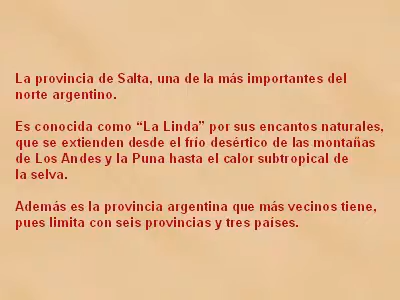 La provincia de Salta, una de la más importantes del
norte argentino.
Es conocida como “La Linda” por sus encantos naturales,
que se extienden desde el frío desértico de las montañas
de Los Andes y la Puna hasta el calor subtropical de
la selva.
Además es la provincia argentina que más vecinos tiene,
pues limita con seis provincias y tres países.